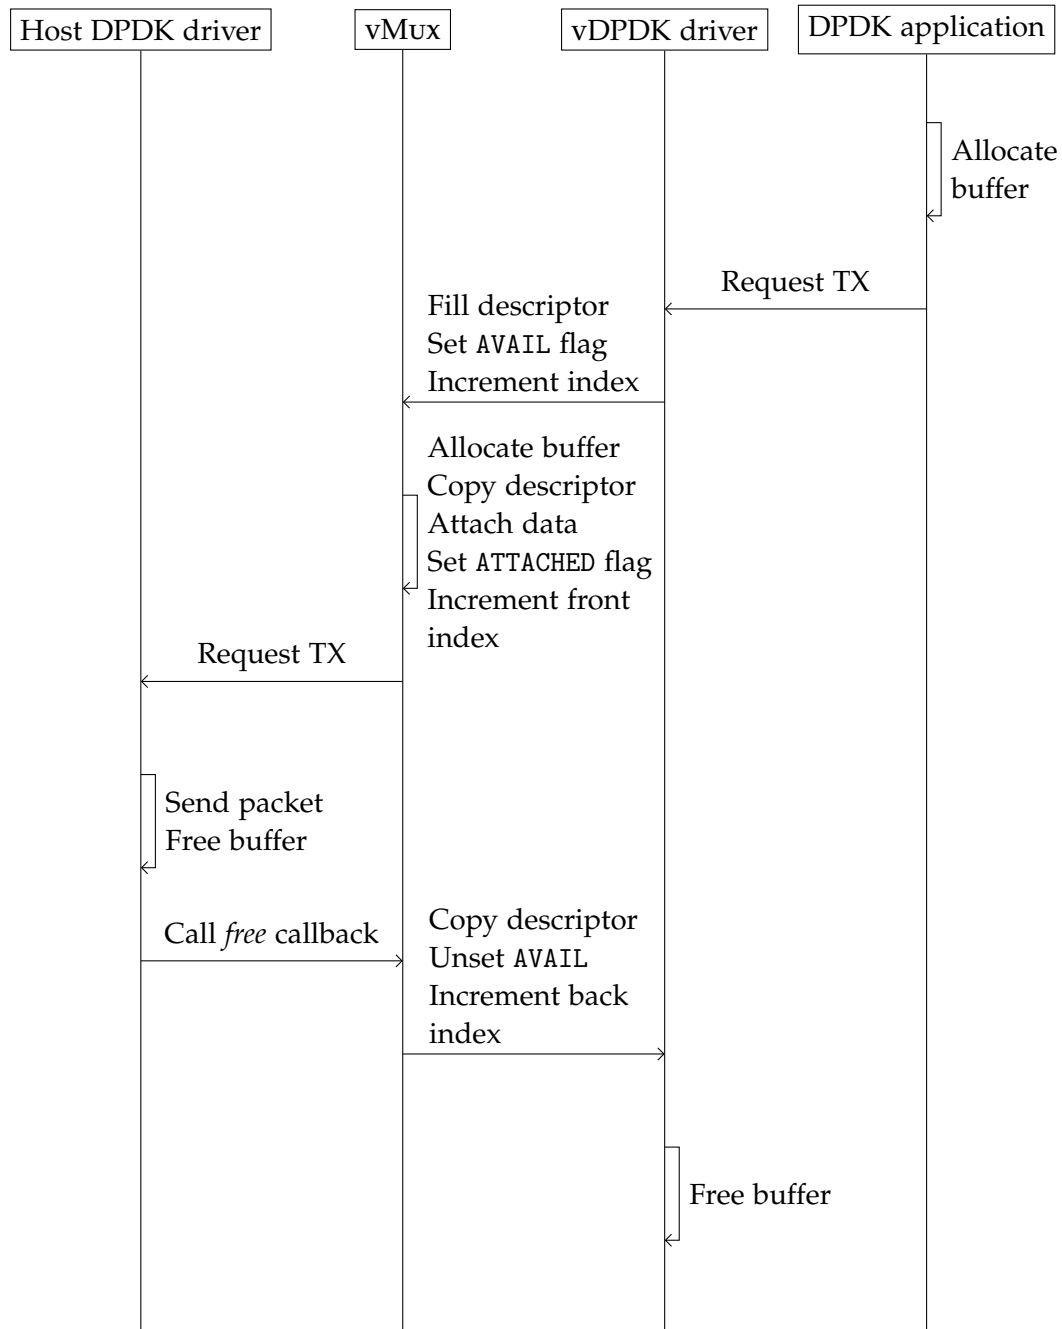 Host DPDK driver
vMux
vDPDK driver
DPDK application
Allocate
buffer
Request TX
Fill descriptor
Set AVAIL flag
Increment index
Allocate buffer
Copy descriptor
Attach data
Set ATTACHED flag
Increment front
index
Request TX
Send packet
Free buffer
Call free callback
Copy descriptor
Unset AVAIL
Increment back
index
Free buffer